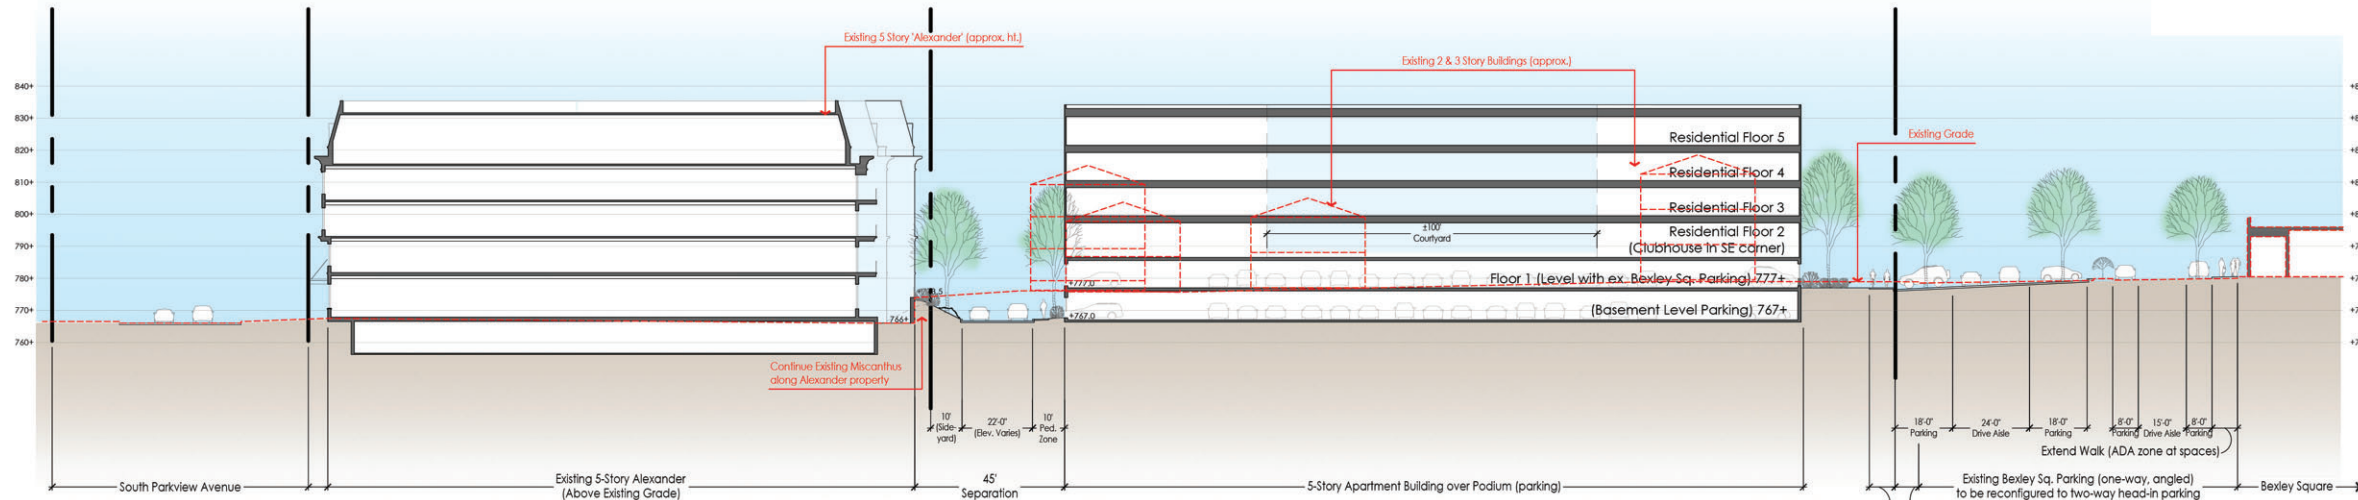 Existing 5 Story 'Alexander' (approx. ht.)
Existing 2 & 3 Story Buildings (approx.)
840+
830+
820+
810+
800+
790+
780+
770+
760+
Residential Floor 5
Existing Grade
Residential Floor 4
Residential Floor 3
±100'
Courtyard
Residential Floor 2
(Clubhouse in SE corner)
+777.0
Floor 1 (Level with ex. Bexley Sq. Parking) 777+
766+
+767.0
(Basement Level Parking) 767+
Continue Existing Miscanthus
along Alexander property
10'
(Side-
yard)
22'-0"
(Elev. Varies)
10'
Ped.
Zone
18'-0"
Parking
24'-0"
Drive Aisle
18'-0"
Parking
8'-0"
Parking
15'-0"
Drive Aisle
8'-0"
Parking
Extend Walk (ADA zone at spaces)
South Parkview Avenue
Existing 5-Story Alexander
(Above Existing Grade)
45'
Separation
5-Story Apartment Building over Podium (parking)
Existing Bexley Sq. Parking (one-way, angled)
to be reconfigured to two-way head-in parking
Bexley Square